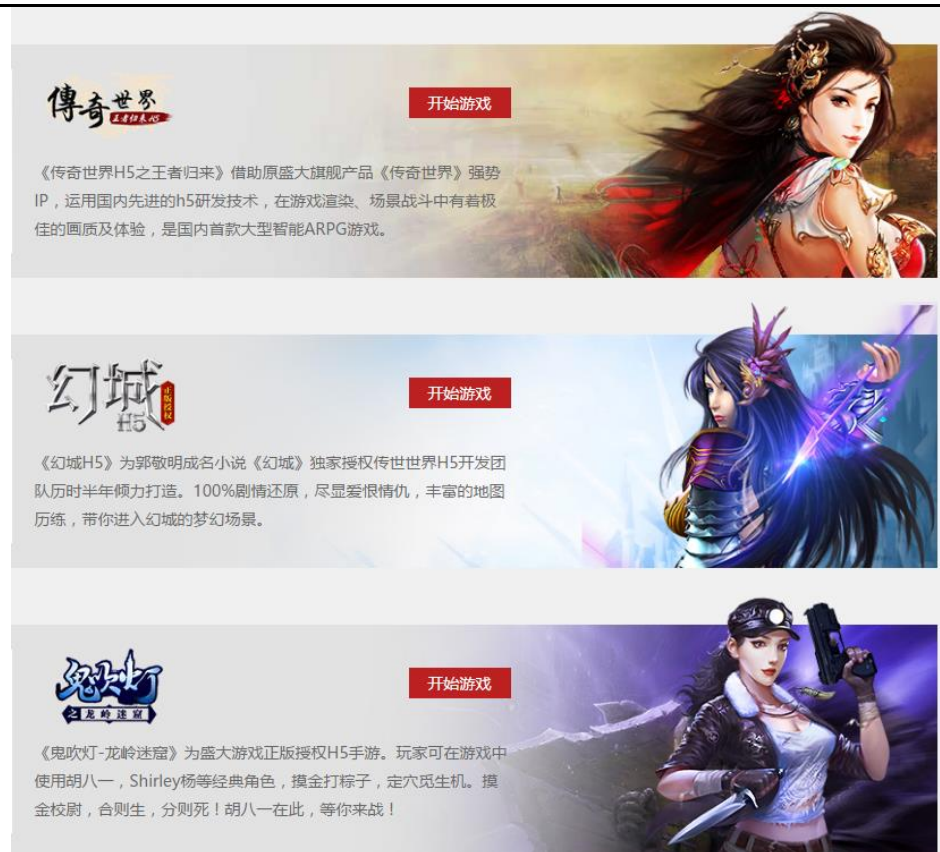 傳奇世界
王者归来H5
开始游戏
《传奇世界H5之王者归来》借助原盛大旗舰产品《传奇世界》强势
IP，运用国内先进的h5研发技术，在游戏渲染、场景战斗中有着极
佳的画质及体验，是国内首款大型智能ARPG游戏。
幻城
H5
正版授权
开始游戏
《幻城H5》为郭敬明成名小说《幻城》独家授权传世世界H5开发团
队历时半年倾力打造。100%剧情还原，尽显爱恨情仇，丰富的地图
历练，带你进入幻城的梦幻场景。
鬼吹灯
之龙岭迷窟
开始游戏
《鬼吹灯-龙岭迷窟》为盛大游戏正版授权H5手游。玩家可在游戏中
使用胡八一，Shirley杨等经典角色，摸金打粽子，定穴觅生机。摸
金校尉，合则生，分则死！胡八一在此，等你来战！